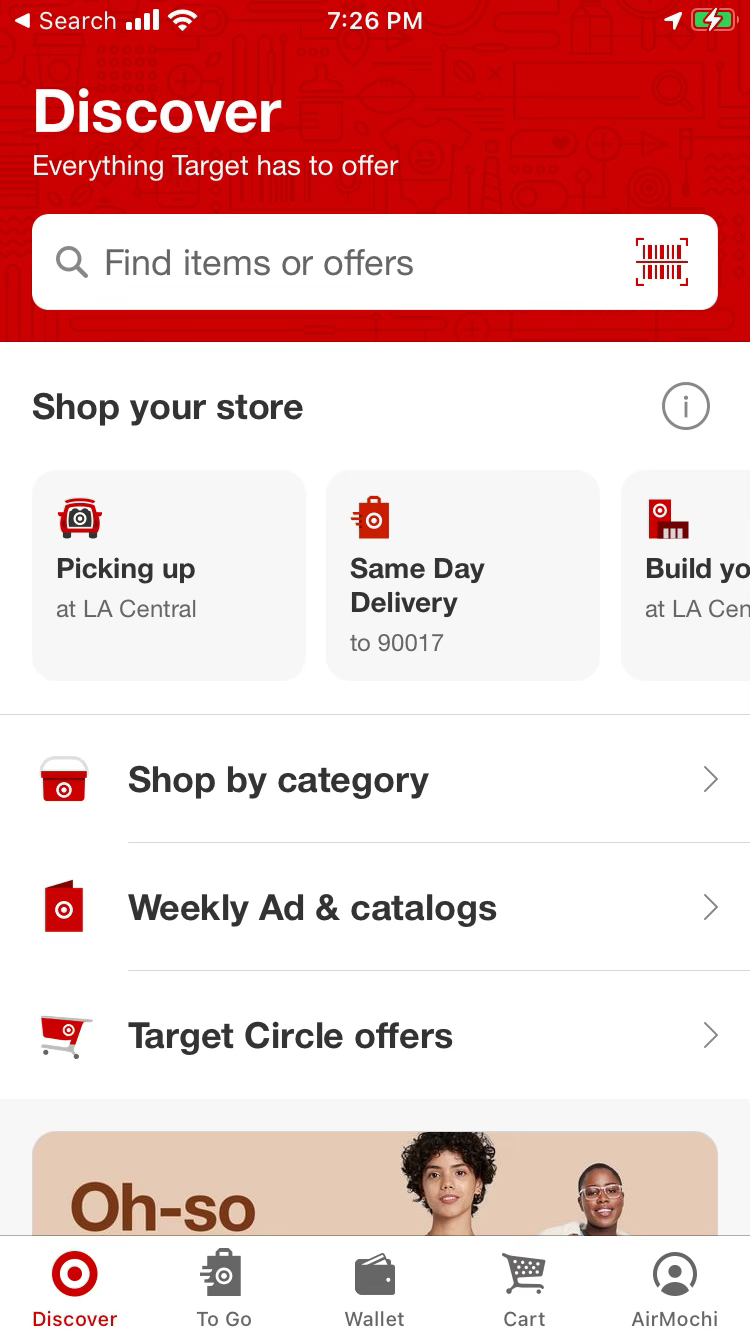 Search
7:26 PM
Discover
Everything Target has to offer
Find items or offers
Shop your store
i
Picking up
at LA Central
Same Day
Delivery
to 90017
Build yo
at LA Cen
Shop by category
Weekly Ad & catalogs
Target Circle offers
Oh-so
Discover
To Go
Wallet
Cart
AirMochi